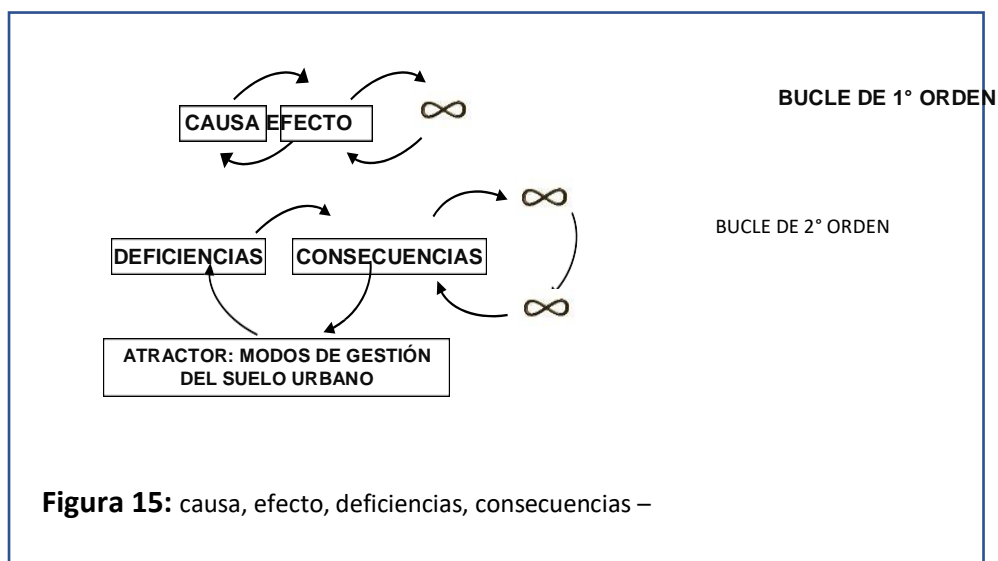 BUCLE DE 1° ORDEN
CAUSA EFECTO
∞
∞
BUCLE DE 2° ORDEN
DEFICIENCIAS CONSECUENCIAS
∞
ATRACTOR: MODOS DE GESTIÓN
DEL SUELO URBANO
Figura 15: causa, efecto, deficiencias, consecuencias –